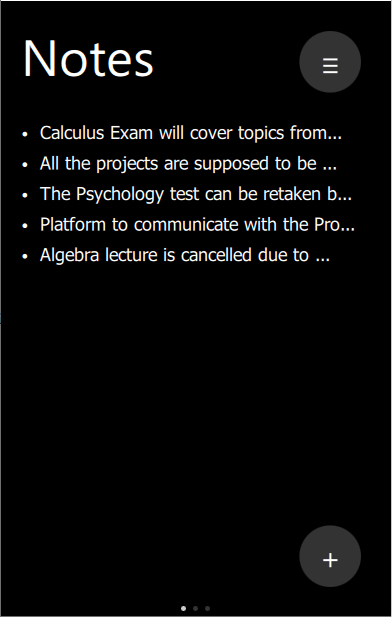 Notes
• Calculus Exam will cover topics from...
• All the projects are supposed to be ...
• The Psychology test can be retaken b...
• Platform to communicate with the Pro...
• Algebra lecture is cancelled due to ...
+